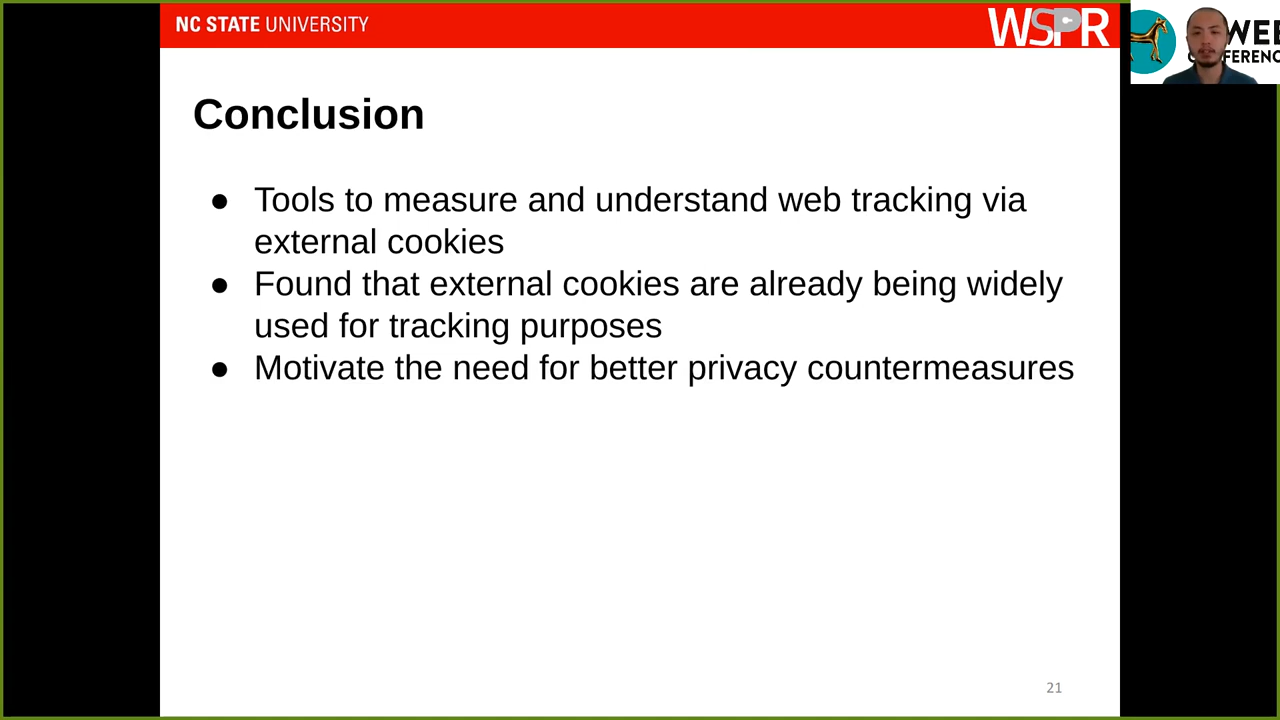 NC STATE UNIVERSITY
WSPR
Conclusion
● Tools to measure and understand web tracking via
external cookies
● Found that external cookies are already being widely
used for tracking purposes
● Motivate the need for better privacy countermeasures
21